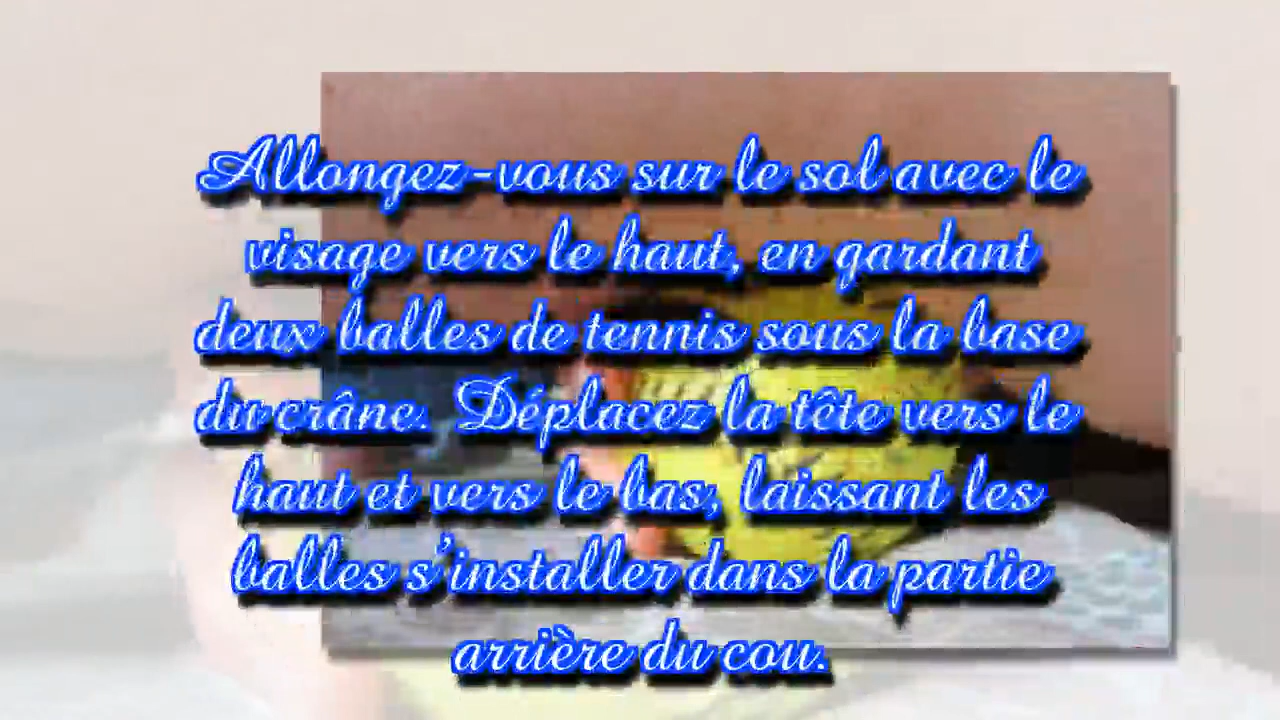 Allongez-vous sur le sol avec le
visage vers le haut, en gardant
deux balles de tennis sous la base
du crâne. Déplacez la tête vers le
haut et vers le bas, laissant les
balles s'installer dans la partie
arrière du cou.